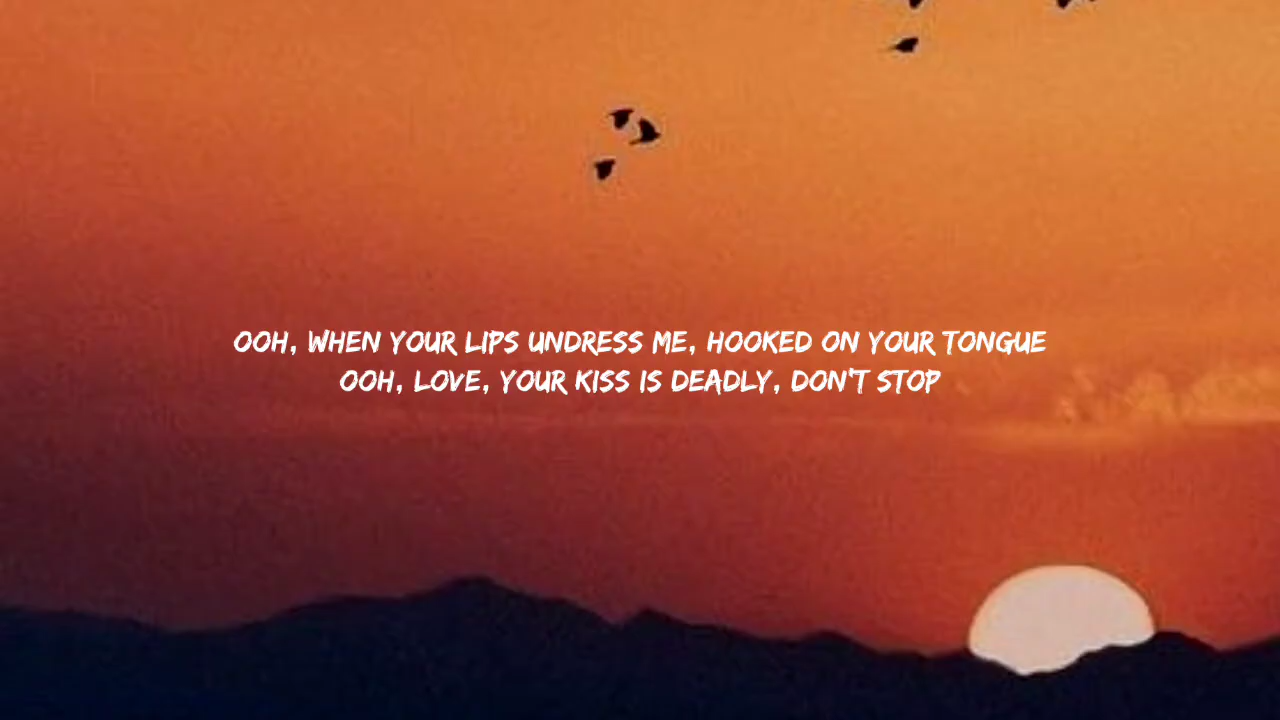 OOH, WHEN YOUR LIPS UNDRESS ME, HOOKED ON YOUR TONGUE
OOH, LOVE, YOUR KISS IS DEADLY, DON'T STOP